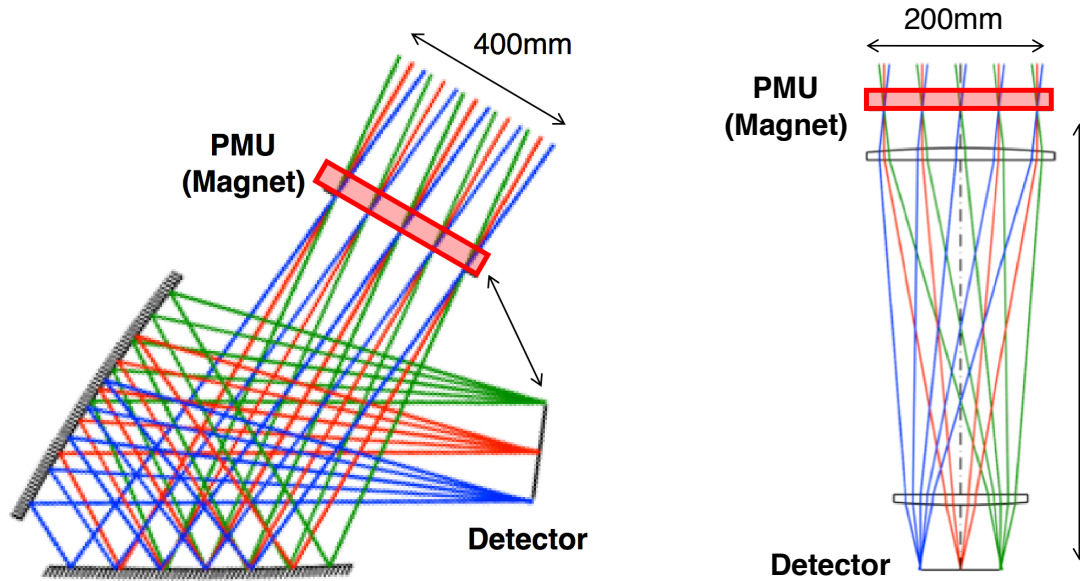 400mm
PMU
(Magnet)
Detector
200mm
PMU
(Magnet)
Detector